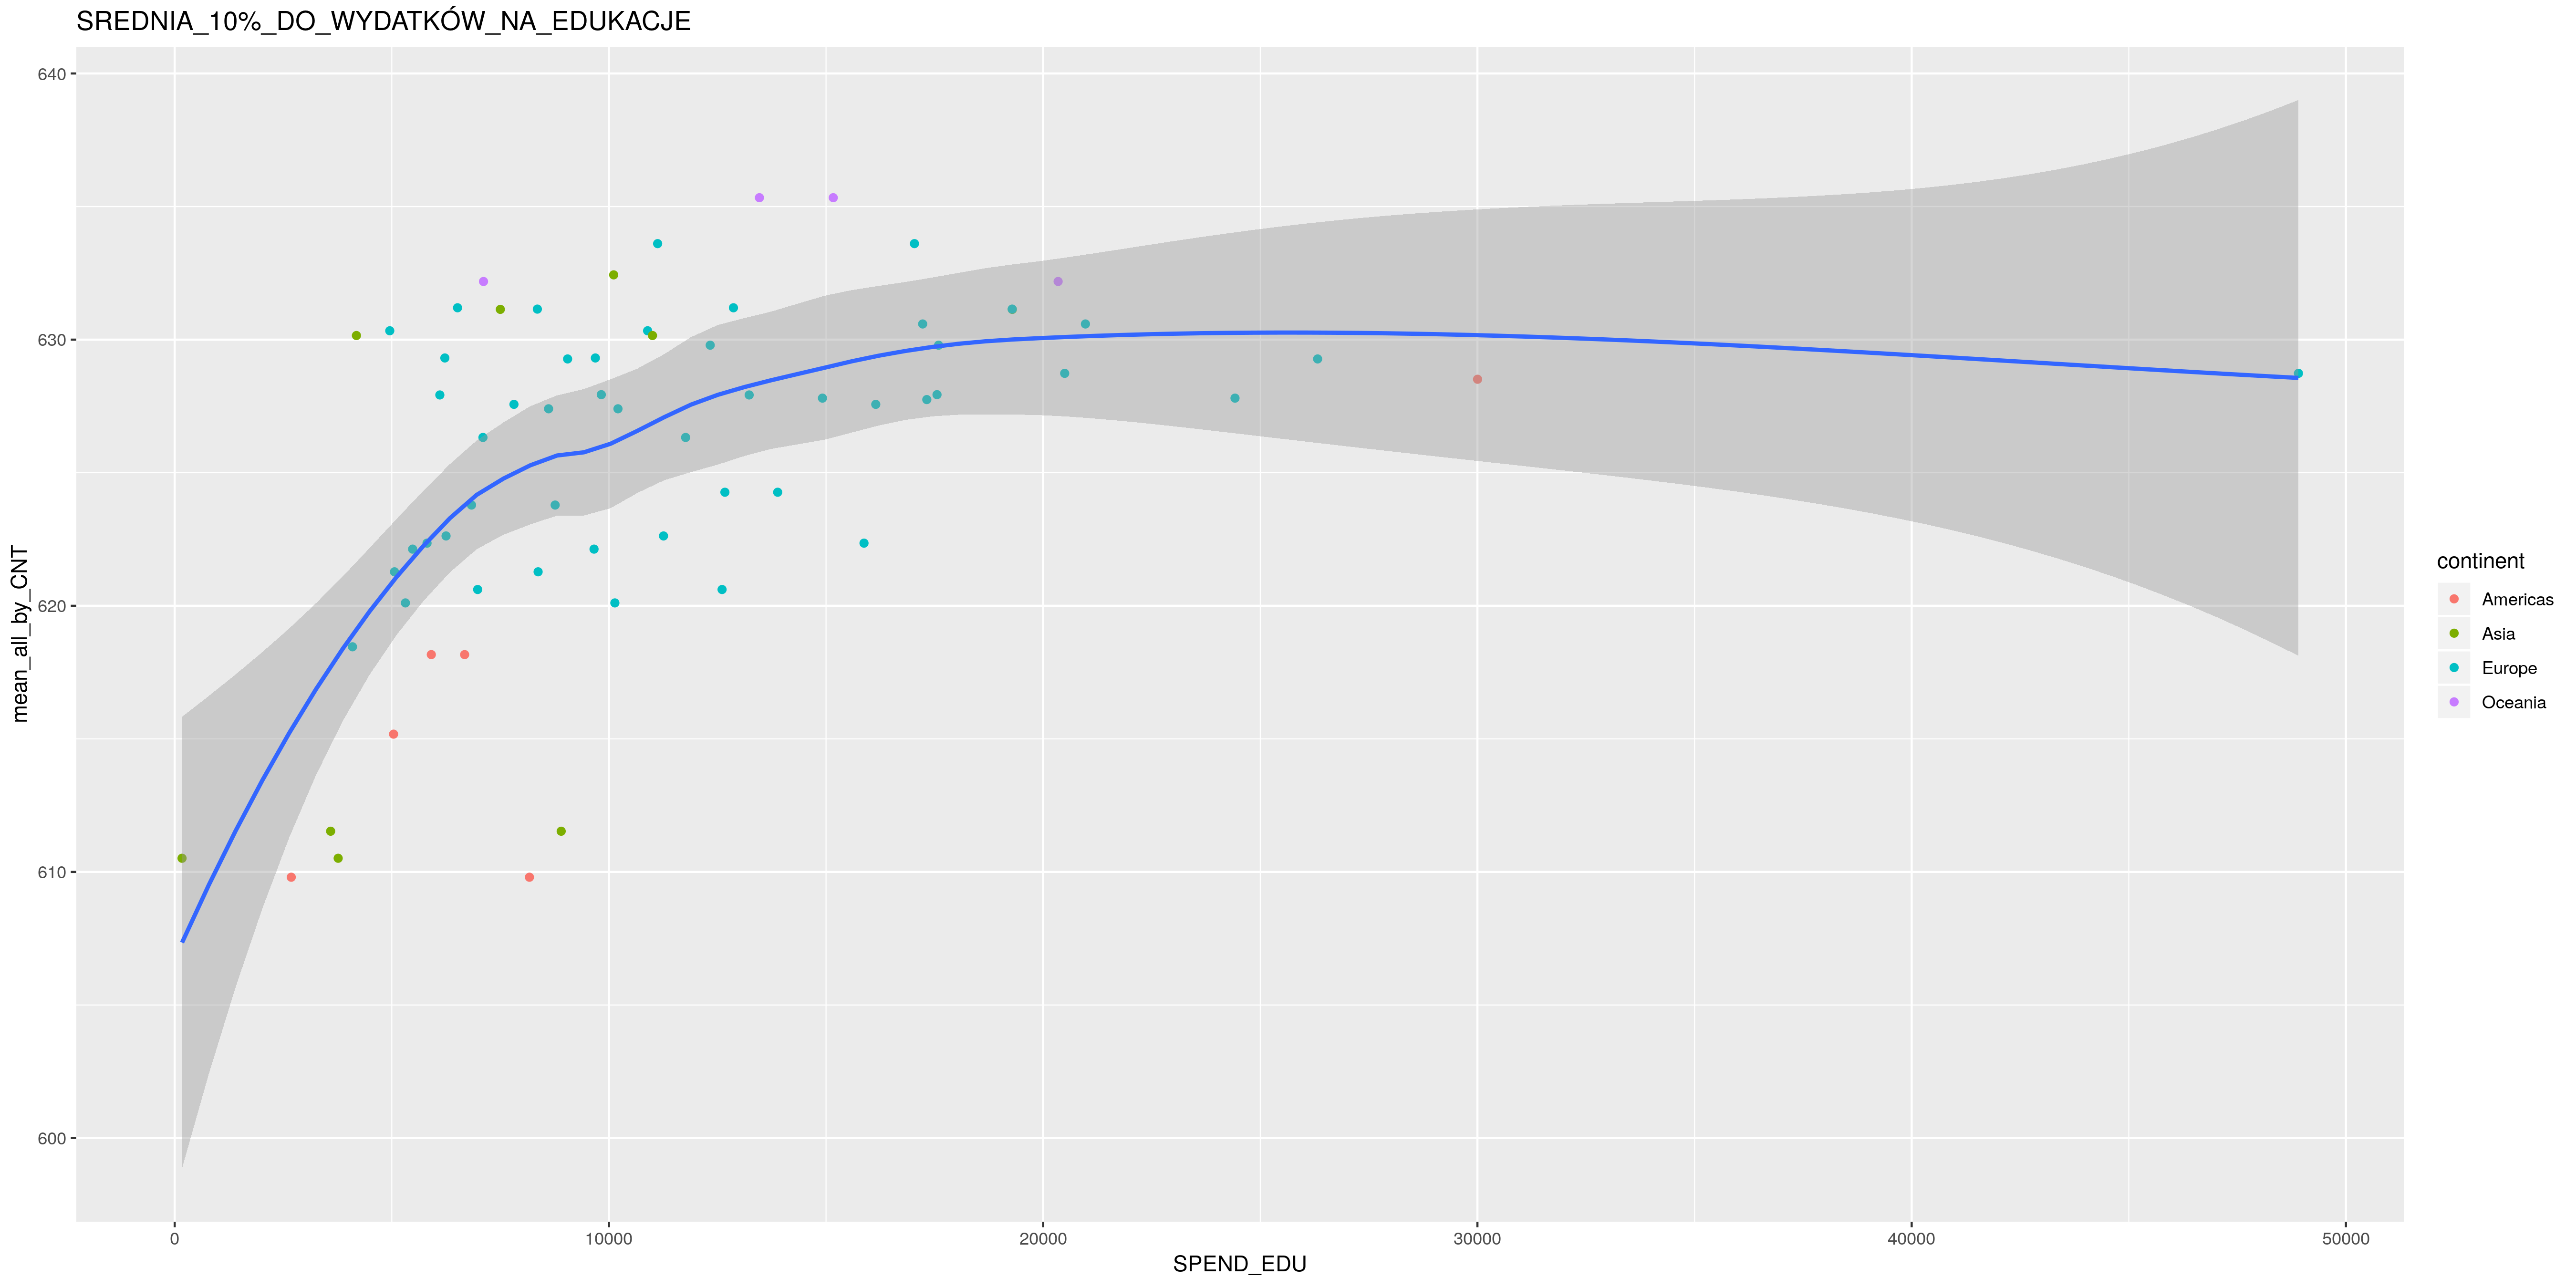 SREDNIA_10%_DO_WYDATKÓW_NA_EDUKACJE
640
630
620
610
600
mean_all_by_CNT
0 10000 20000 30000 40000 50000
SPEND_EDU
continent
Americas
Asia
Europe
Oceania